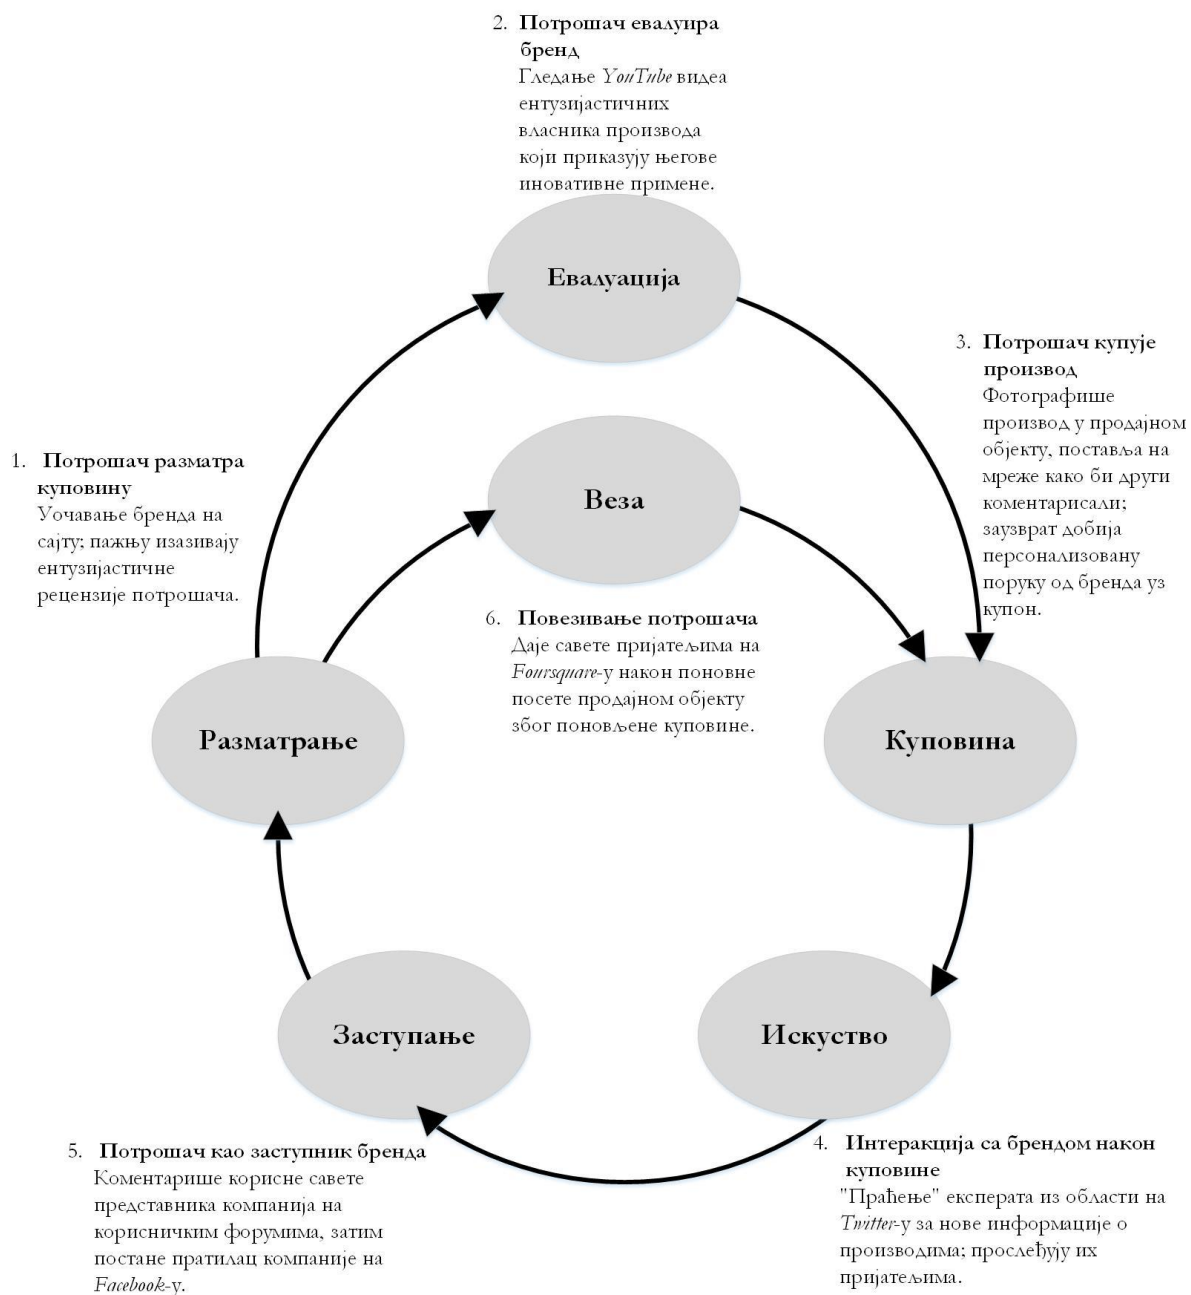 2. Потрошач евалуира
бренд
Гледање YouTube видеа
ентузијастичних
власника производа
који приказују његове
иновативне примене.
Евалуација
3. Потрошач купује
производ
Фотографише
производ у продајном
објекту, поставља на
мреже како би други
коментарисали;
заузврат добија
персонализовану
поруку од бренда уз
купон.
1. Потрошач разматра
куповину
Уочавање бренда на
сајту; пажњу изазивају
ентузијастичне
рецензије потрошача.
Веза
6. Повезивање потрошача
Даје савете пријатељима на
Foursquare-у након поновне
посете продајном објекту
због поновљене куповине.
Разматрање
Куповина
Заступање
Искуство
5. Потрошач као заступник бренда
Коментарише корисне савете
представника компанија на
корисничким форумима, затим
постане пратилац компаније на
Facebook-у.
4. Интеракција са брендом након
куповине
"Праћење" експерата из области на
Twitter-у за нове информације о
производима; прослеђују их
пријатељима.